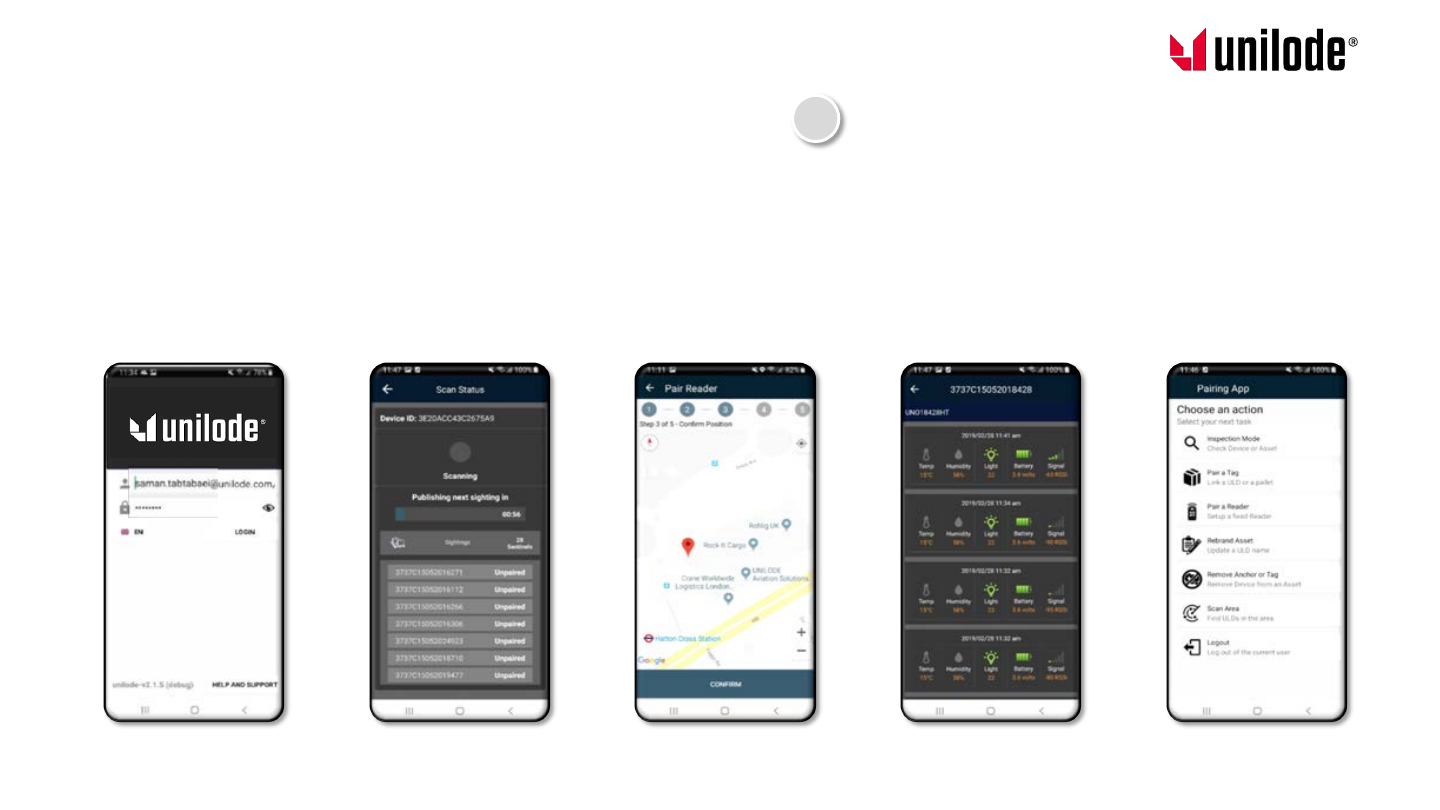 unilode®
11:34 78%
unilode
saman.tabtabaei@unilode.com
********
EN LOGIN
unilode-v2.1.5 (debug) HELP AND SUPPORT
11:47 100%
Scan Status
Device ID: 3E20ACC43C2675A9
Scanning
Publishing next sighting in
00:56
Sightings 28
Sentinels
3737C15052016271 Unpaired
3737C15052016112 Unpaired
3737C15052016266 Unpaired
3737C15052016308 Unpaired
3737C15052024923 Unpaired
3737C15052018710 Unpaired
3737C15052019477 Unpaired
11:11 82%
Pair Reader
1 2 3 4 5
Step 3 of 5 - Confirm Position
Rohlig UK
Rock It Cargo
UNILODE
Aviation Solutions
Crane Worldwide
Logistics London...
Hatton Cross Station
Google
CONFIRM
11:47 100%
3737C15052018428
UNO18428HT
2019/02/28 11:41 am
Temp Humidity Light Battery Signal
15°C 58% 22 3.6 volts
2019/02/28 11:34 am
Temp Humidity Light Battery Signal
15°C 58% 22 3.6 volts
2019/02/28 11:32 am
Temp Humidity Light Battery Signal
15°C 58% 22 3.6 volts
2019/02/28 11:32 am
Temp Humidity Light Battery Signal
15°C 58% 22 3.6 volts
11:46 100%
Pairing App
Choose an action
Select your next task
Inspection Mode
Check Device or Asset
Pair a Tag
Link a ULD or a pallet
Pair a Reader
Setup a fixed Reader
Rebrand Asset
Update a ULD name
Remove Anchor or Tag
Remove Device from an Asset
Scan Area
Find ULDs in the area
Logout
Log out of the current user